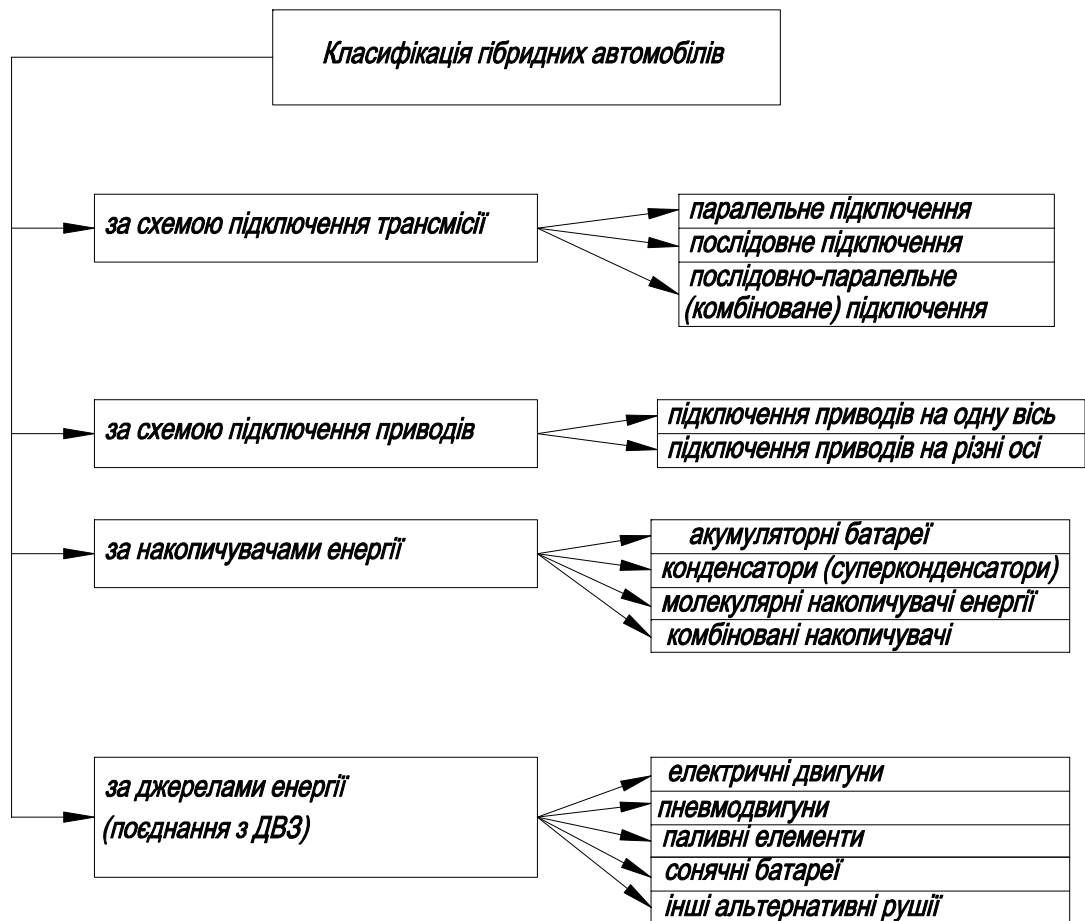 Класифікація гібридних автомобілів
за схемою підключення трансмісії
паралельне підключення
послідовне підключення
послідовно-паралельне
(комбіноване) підключення
за схемою підключення приводів
підключення приводів на одну вісь
підключення приводів на різні осі
за накопичувачами енергії
акумуляторні батареї
конденсатори (суперконденсатори)
молекулярні накопичувачі енергії
комбіновані накопичувачі
за джерелами енергії
(поєднання з ДВЗ)
електричні двигуни
пневмодвигуни
паливні елементи
сонячні батареї
інші альтернативні рушії